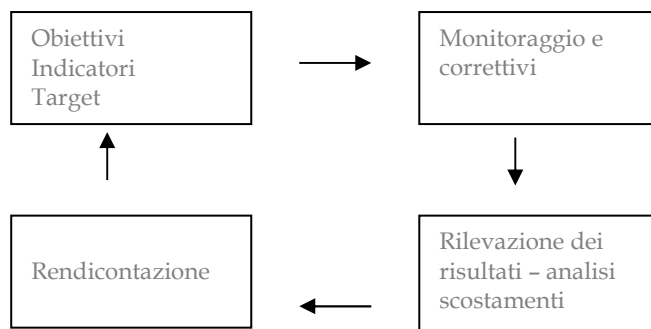 Obiettivi
Indicatori
Target
Monitoraggio e
correttivi
Rilevazione dei
risultati – analisi
scostamenti
Rendicontazione